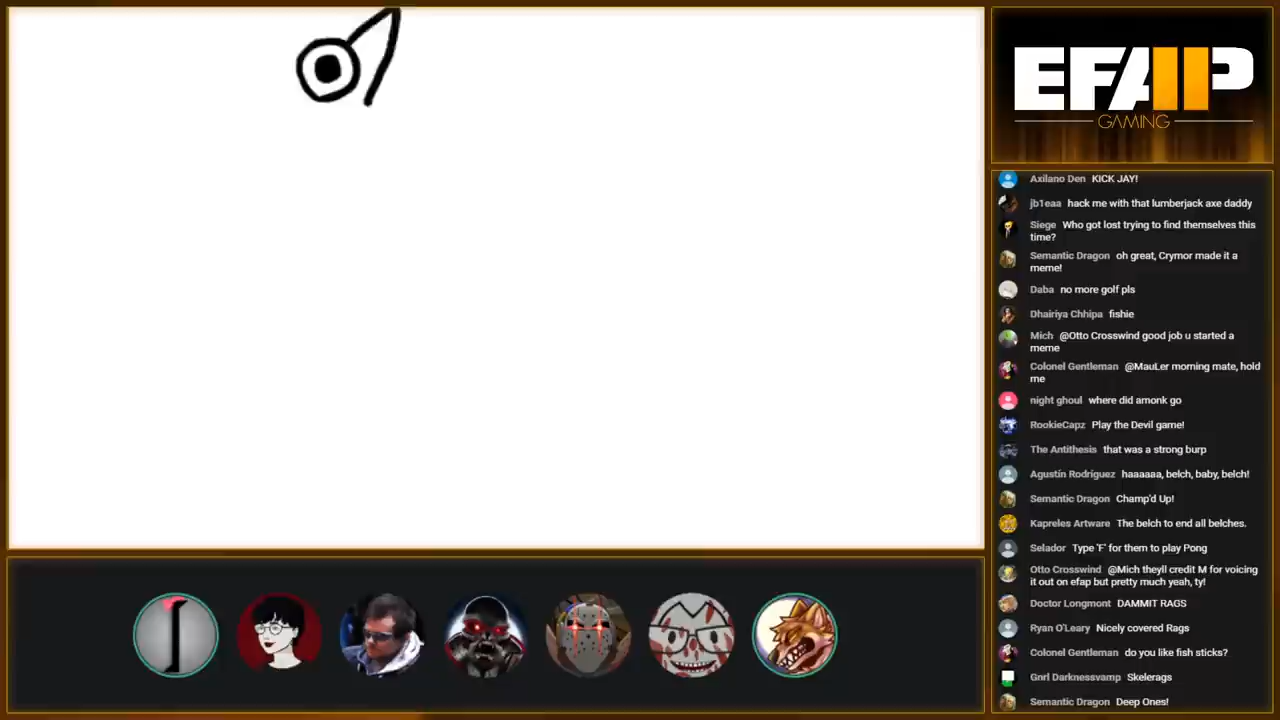 EFAP
GAMING
Axilano Den KICK JAY!
jb1eaa hack me with that lumberjack axe daddy
Siege Who got lost trying to find themselves this
time?
Semantic Dragon oh great, Crymor made it a
meme!
Daba no more golf pls
Dhairiya Chhipa fishie
Mich @Otto Crosswind good job u started a
meme
Colonel Gentleman @MauLer morning mate, hold
me
night ghoul where did amonk go
RookieCapz Play the Devil game!
The Antithesis that was a strong burp
Agustín Rodríguez haaaaaa, belch, baby, belch!
Semantic Dragon Champ'd Up!
Kapreles Artware The belch to end all belches.
Selador Type 'F' for them to play Pong
Otto Crosswind @Mich theyll credit M for voicing
it out on efap but pretty much yeah, ty!
Doctor Longmont DAMMIT RAGS
Ryan O'Leary Nicely covered Rags
Colonel Gentleman do you like fish sticks?
Gnrl Darknessvamp Skelerags
Semantic Dragon Deep Ones!